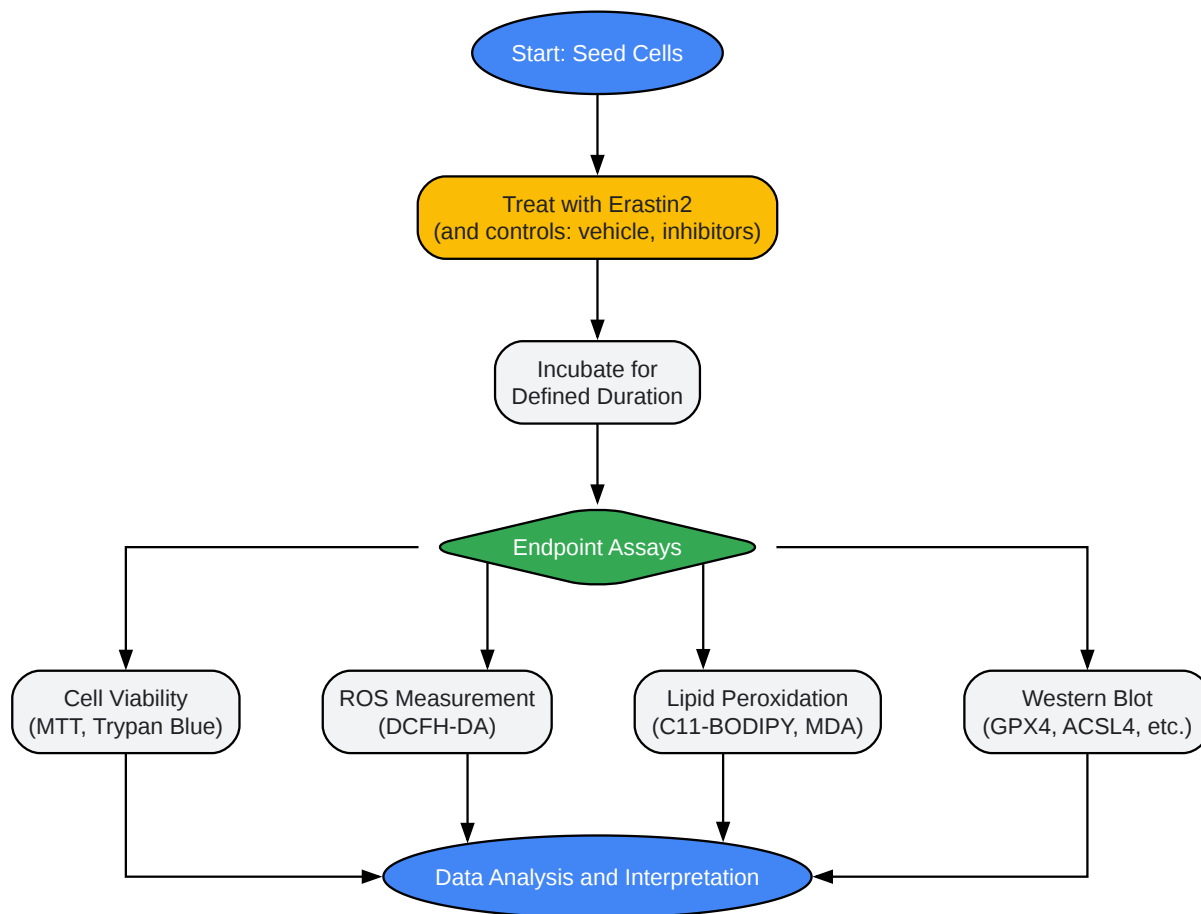 Start: Seed Cells
Treat with Erastin2
(and controls: vehicle, inhibitors)
Incubate for
Defined Duration
Endpoint Assays
Cell Viability
(MTT, Trypan Blue)
ROS Measurement
(DCFH-DA)
Lipid Peroxidation
(C11-BODIPY, MDA)
Western Blot
(GPX4, ACSL4, etc.)
Data Analysis and Interpretation